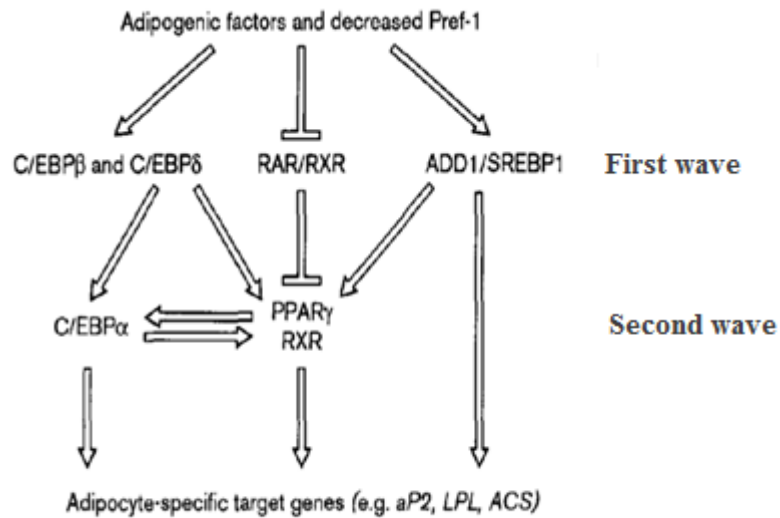 Adipogenic factors and decreased Pref-1
C/EBPβ and C/EBPδ RAR/RXR ADD1/SREBP1 First wave
C/EBPα PPARγ Second wave
RXR
Adipocyte-specific target genes (e.g. aP2, LPL, ACS)